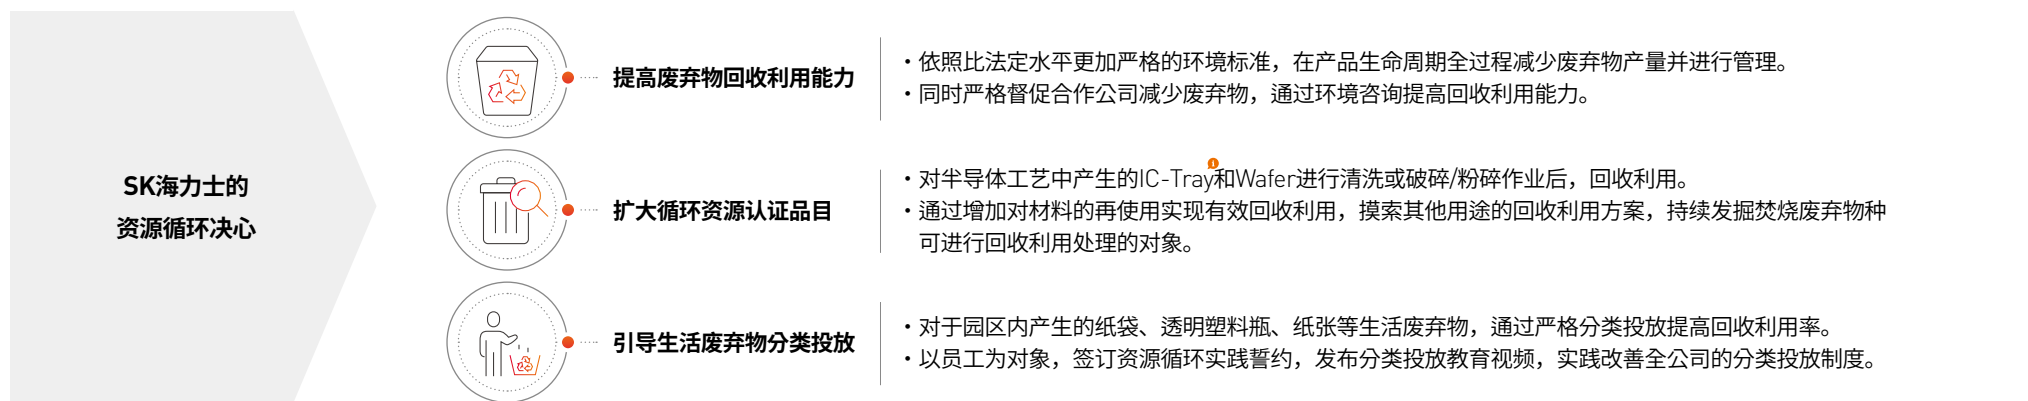 SK海力士的
资源循环决心
提高废弃物回收利用能力
・依照比法定水平更加严格的环境标准，在产品生命周期全过程减少废弃物产量并进行管理。
・同时严格督促合作公司减少废弃物，通过环境咨询提高回收利用能力。
扩大循环资源认证品目
・对半导体工艺中产生的IC-Tray和Wafer进行清洗或破碎/粉碎作业后，回收利用。
・通过增加对材料的再使用实现有效回收利用，摸索其他用途的回收利用方案，持续发掘焚烧废弃物种
可进行回收利用处理的对象。
引导生活废弃物分类投放
・对于园区内产生的纸袋、透明塑料瓶、纸张等生活废弃物，通过严格分类投放提高回收利用率。
・以员工为对象，签订资源循环实践誓约，发布分类投放教育视频，实践改善全公司的分类投放制度。